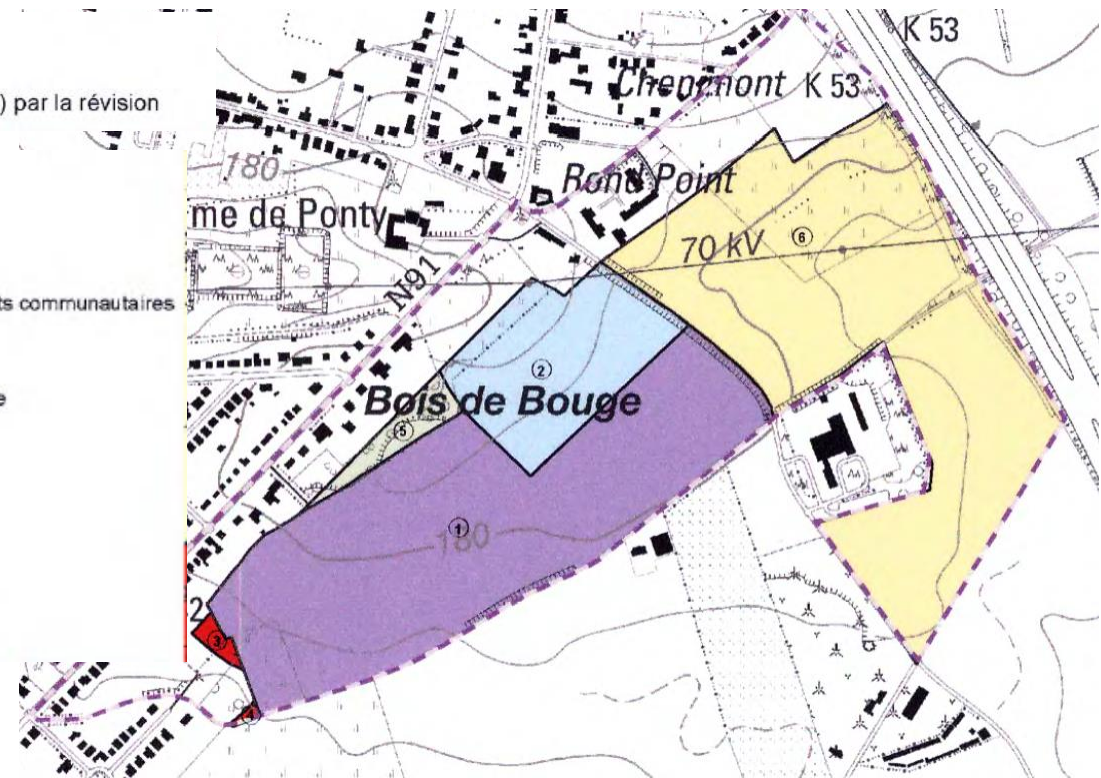 ) par la révision
ts communautaires
e
K 53
Chenemont K 53
180
Rond Point
me de Ponty
70 kV
6
N91
2
Bois de Bouge
5
1
180
2
3
4